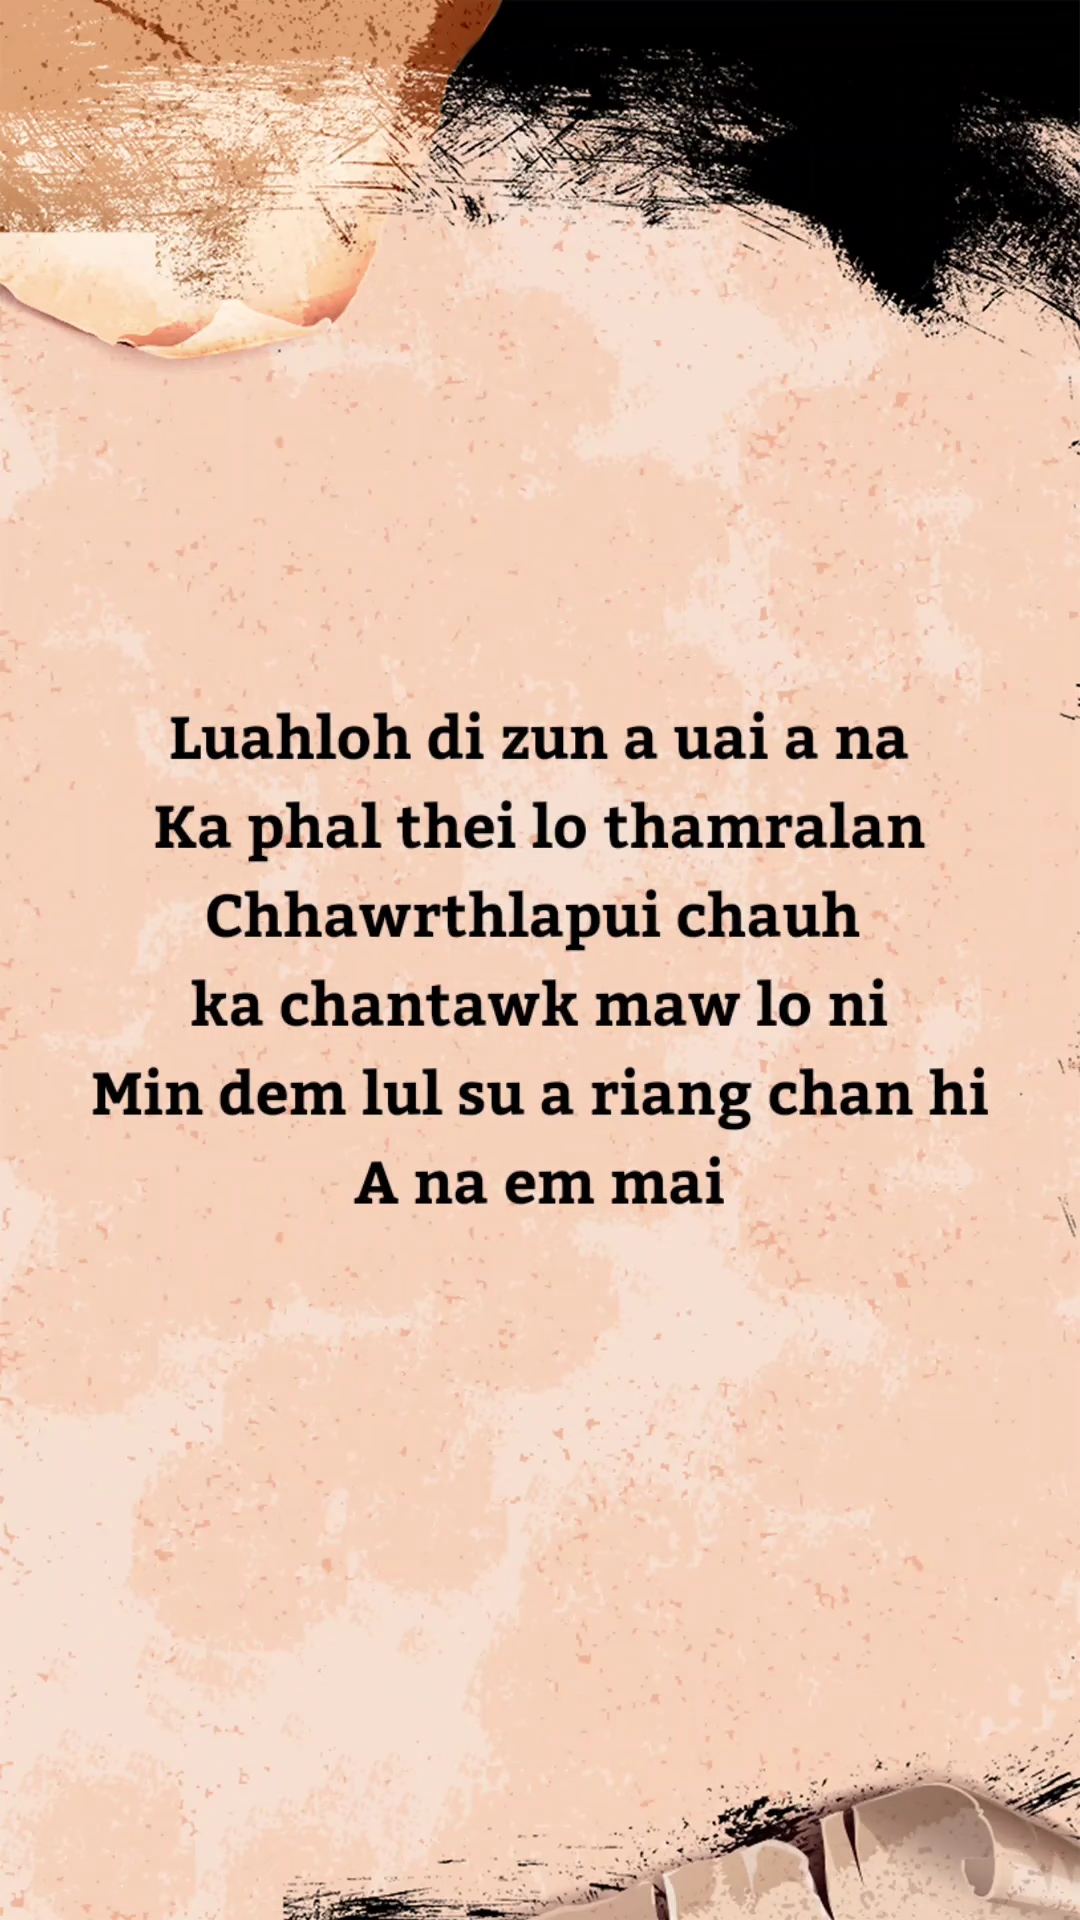 Luahloh di zun a uai a na
Ka phal thei lo thamralan
Chhawrthlapui chauh
ka chantawk maw lo ni
Min dem lul su a riang chan hi
A na em mai